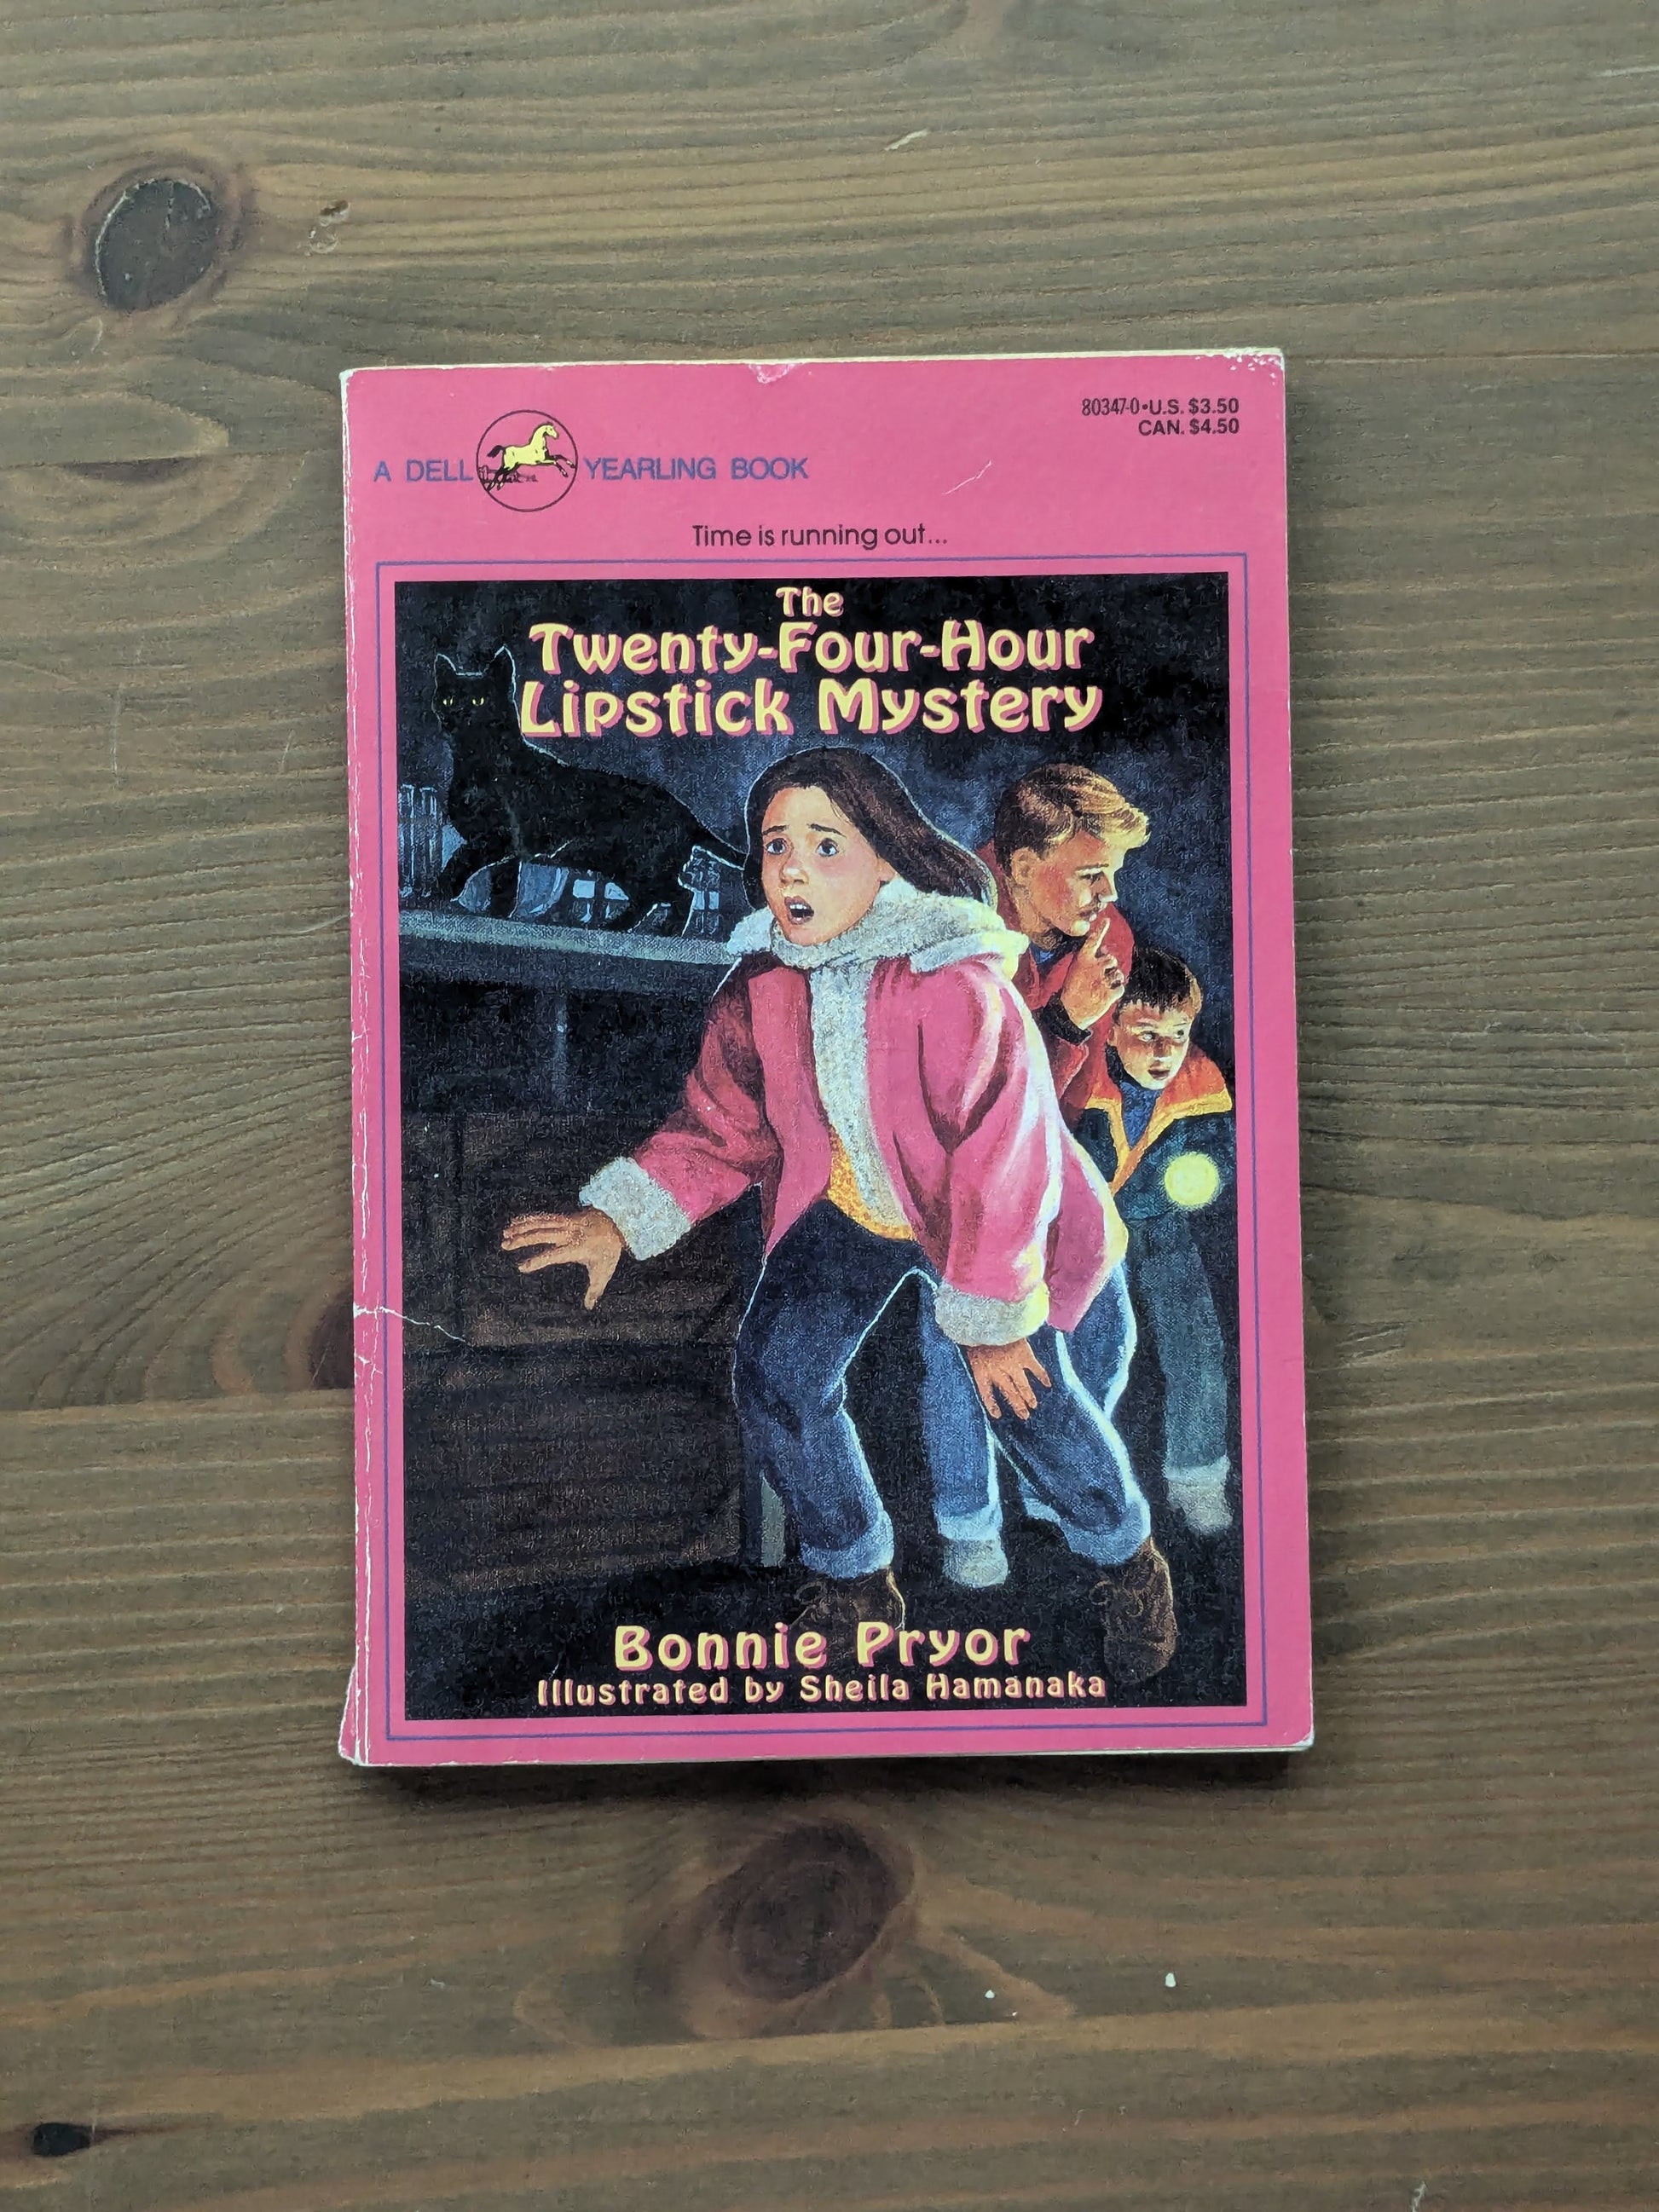 80347-0•U.S. $3.50
CAN. $4.50
A DELL YEARLING BOOK
Time is running out...
The
Twenty-Four-Hour
Lipstick Mystery
Bonnie Pryor
Illustrated by Sheila Hamanaka